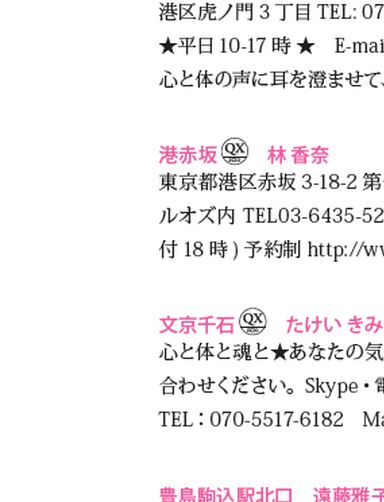 港区虎ノ門 3 丁目 TEL: 07
★平日 10-17 時 ★ E-mai
心と体の声に耳を澄ませて、
港赤坂 QX 林 香奈
東京都港区赤坂 3-18-2 第
ルオズ内 TEL03-6435-52
付 18 時 ) 予約制 http://w
文京千石 QX たけい きみ
心と体と魂と★あなたの気
合わせください。Skype・電
TEL：070-5517-6182 Ma
豊島駒込駅北口 遠藤雅子